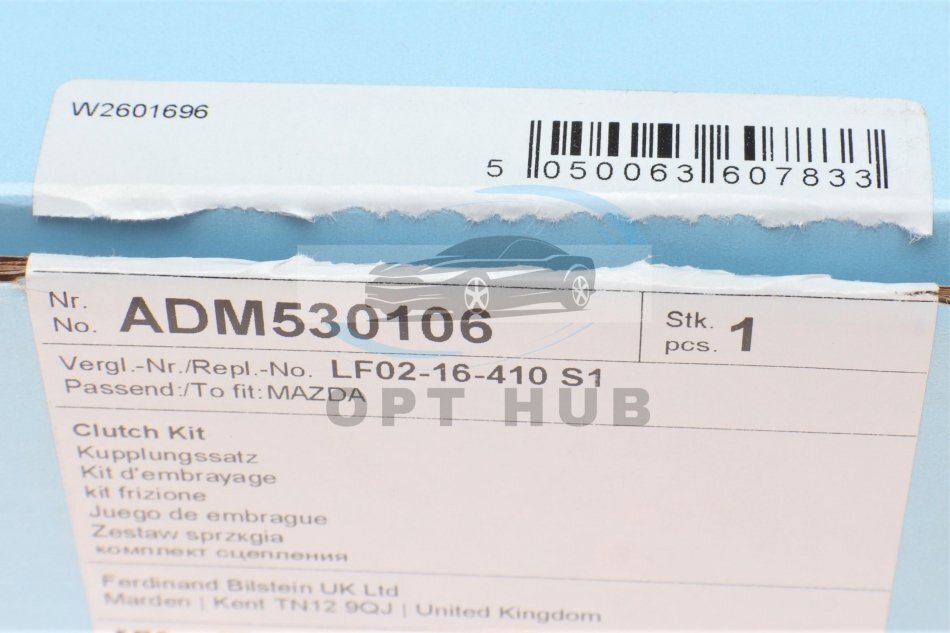 W2601696
5 050063 607833
Nr.
No. ADM530106
Stk.
pcs. 1
Vergl.-Nr./Repl.-No. LF02-16-410 S1
Passend:/To fit: MAZDA
OPT HUB
Clutch Kit
Kupplungssatz
Kit d'embrayage
kit frizione
Juego de embrague
Zestaw sprzкgia
комплект сцепления
Ferdinand Bilstein UK Ltd
Marden | Kent TN12 9QJ | United Kingdom